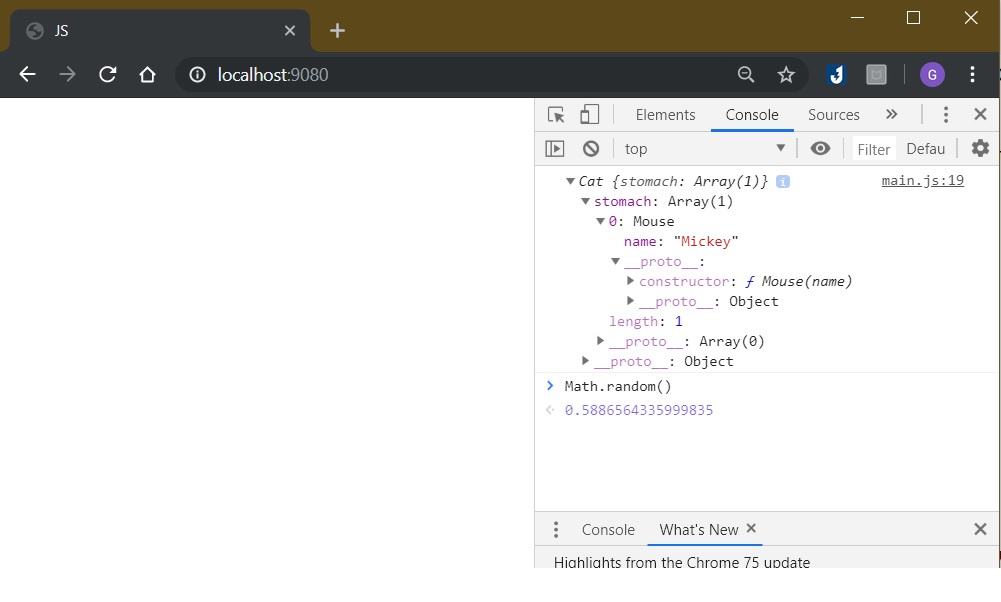 JS
localhost:9080
G
Elements Console Sources »
top Filter Defau
Cat {stomach: Array(1)} i main.js:19
stomach: Array(1)
0: Mouse
name: "Mickey"
__proto__:
constructor: ƒ Mouse(name)
__proto__: Object
length: 1
__proto__: Array(0)
__proto__: Object
Math.random()
0.5886564335999835
Console What's New
Highlights from the Chrome 75 update